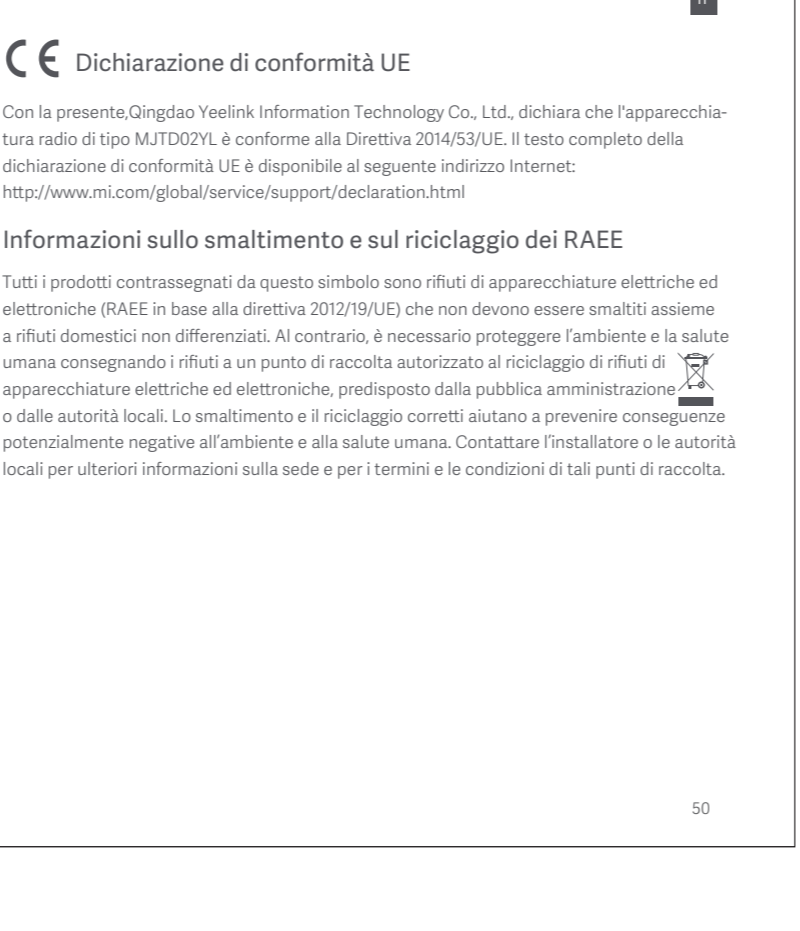 IT
CE Dichiarazione di conformità UE
Con la presente,Qingdao Yeelink Information Technology Co., Ltd., dichiara che l'apparecchia-
tura radio di tipo MJTD02YL è conforme alla Direttiva 2014/53/UE. Il testo completo della
dichiarazione di conformità UE è disponibile al seguente indirizzo Internet:
http://www.mi.com/global/service/support/declaration.html
Informazioni sullo smaltimento e sul riciclaggio dei RAEE
Tutti i prodotti contrassegnati da questo simbolo sono rifiuti di apparecchiature elettriche ed
elettroniche (RAEE in base alla direttiva 2012/19/UE) che non devono essere smaltiti assieme
a rifiuti domestici non differenziati. Al contrario, è necessario proteggere l’ambiente e la salute
umana consegnando i rifiuti a un punto di raccolta autorizzato al riciclaggio di rifiuti di
apparecchiature elettriche ed elettroniche, predisposto dalla pubblica amministrazione
o dalle autorità locali. Lo smaltimento e il riciclaggio corretti aiutano a prevenire conseguenze
potenzialmente negative all’ambiente e alla salute umana. Contattare l’installatore o le autorità
locali per ulteriori informazioni sulla sede e per i termini e le condizioni di tali punti di raccolta.
50